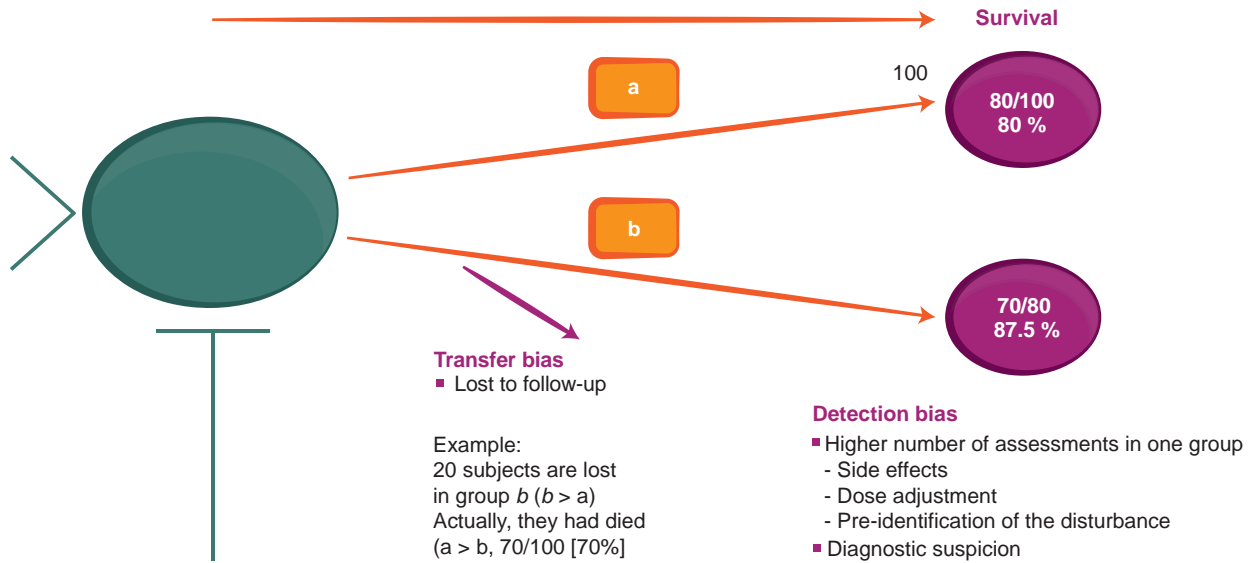 Survival
a
100
80/100
80 %
b
70/80
87.5 %
Transfer bias
▪ Lost to follow-up
Example:
20 subjects are lost
in group b (b > a)
Actually, they had died
(a > b, 70/100 [70%]
Detection bias
▪ Higher number of assessments in one group
- Side effects
- Dose adjustment
- Pre-identification of the disturbance
▪ Diagnostic suspicion